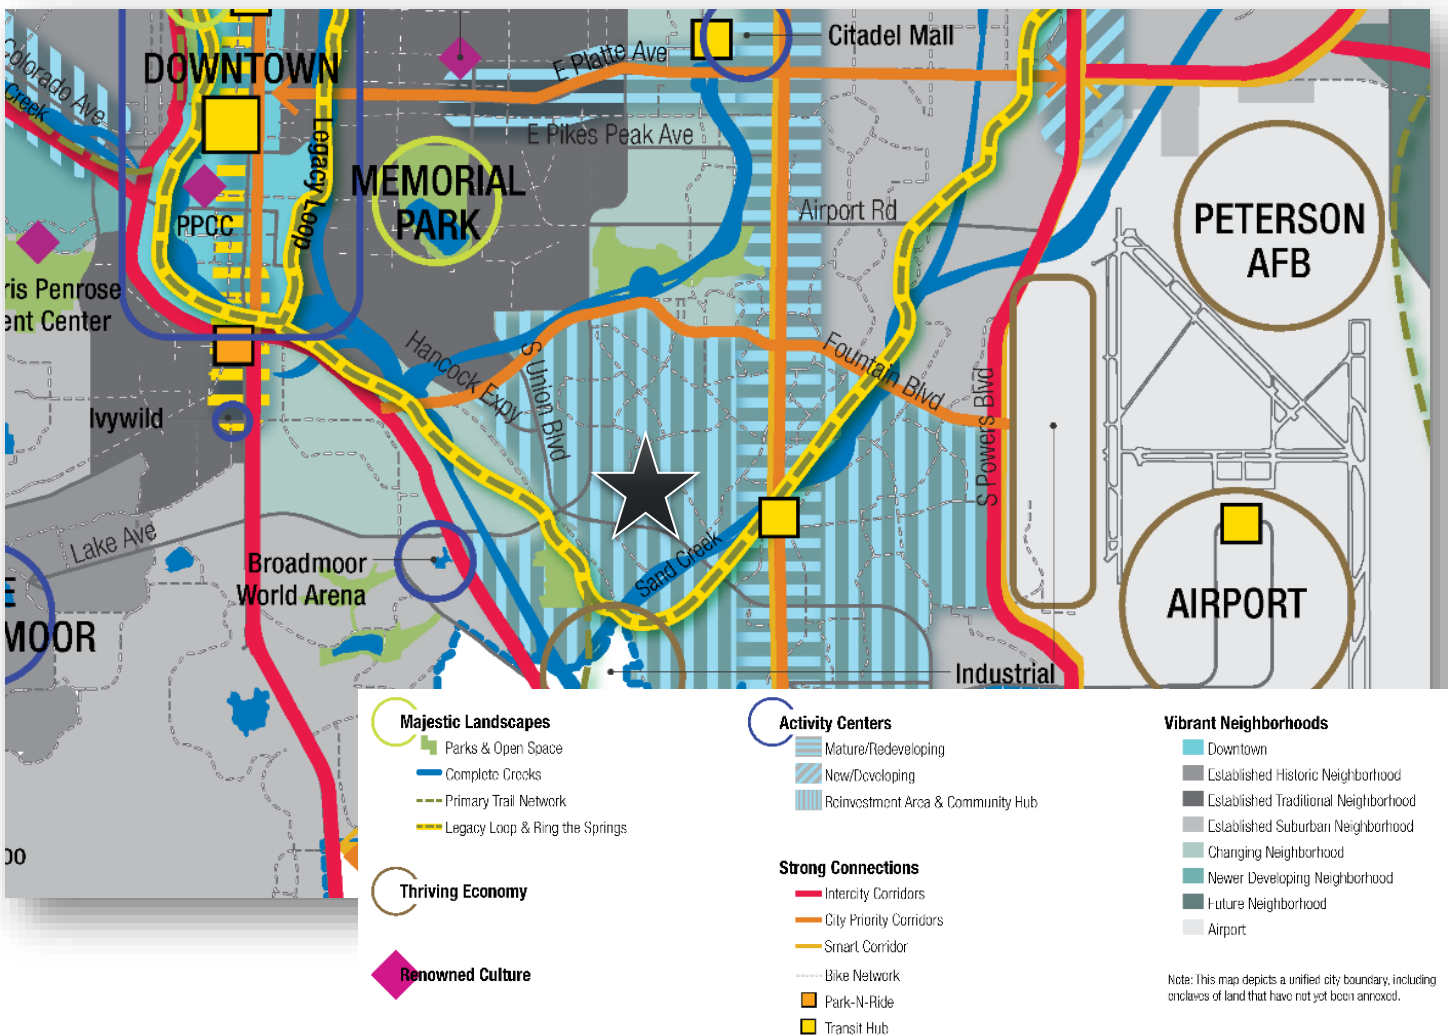 Citadel Mall
Colorado Ave
Creek
DOWNTOWN
E Platte Ave
E Pikes Peak Ave
Legacy Loop
MEMORIAL
PARK
PPCC
Airport Rd
PETERSON
AFB
ris Penrose
ent Center
Hancock Expy
S Union Blvd
Fountain Blvd
S Powers Blvd
Ivywild
Lake Ave
Broadmoor
World Arena
Sand Creek
E
MOOR
AIRPORT
Industrial
00
Majestic Landscapes
Parks & Open Space
Complete Creeks
Primary Trail Network
Legacy Loop & Ring the Springs
Thriving Economy
Renowned Culture
Activity Centers
Mature/Redeveloping
New/Developing
Reinvestment Area & Community Hub
Strong Connections
Intercity Corridors
City Priority Corridors
Smart Corridor
Bike Network
Park-N-Ride
Transit Hub
Vibrant Neighborhoods
Downtown
Established Historic Neighborhood
Established Traditional Neighborhood
Established Suburban Neighborhood
Changing Neighborhood
Newer Developing Neighborhood
Future Neighborhood
Airport
Note: This map depicts a unified city boundary, including
enclaves of land that have not yet been annexed.